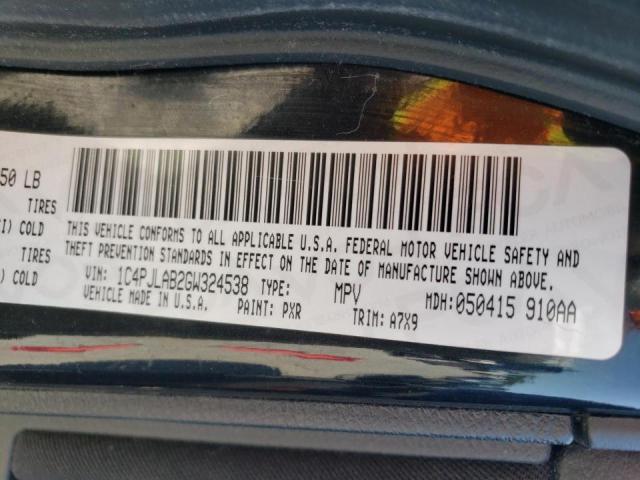 50 LB
TIRES
I) COLD
TIRES
) COLD
THIS VEHICLE CONFORMS TO ALL APPLICABLE U.S.A. FEDERAL MOTOR VEHICLE SAFETY AND
THEFT PREVENTION STANDARDS IN EFFECT ON THE DATE OF MANUFACTURE SHOWN ABOVE.
VIN: 1C4PJLAB2GW324538 TYPE: MPV MDH:050415 910AA
VEHICLE MADE IN U.S.A. PAINT: PXR TRIM: A7X9